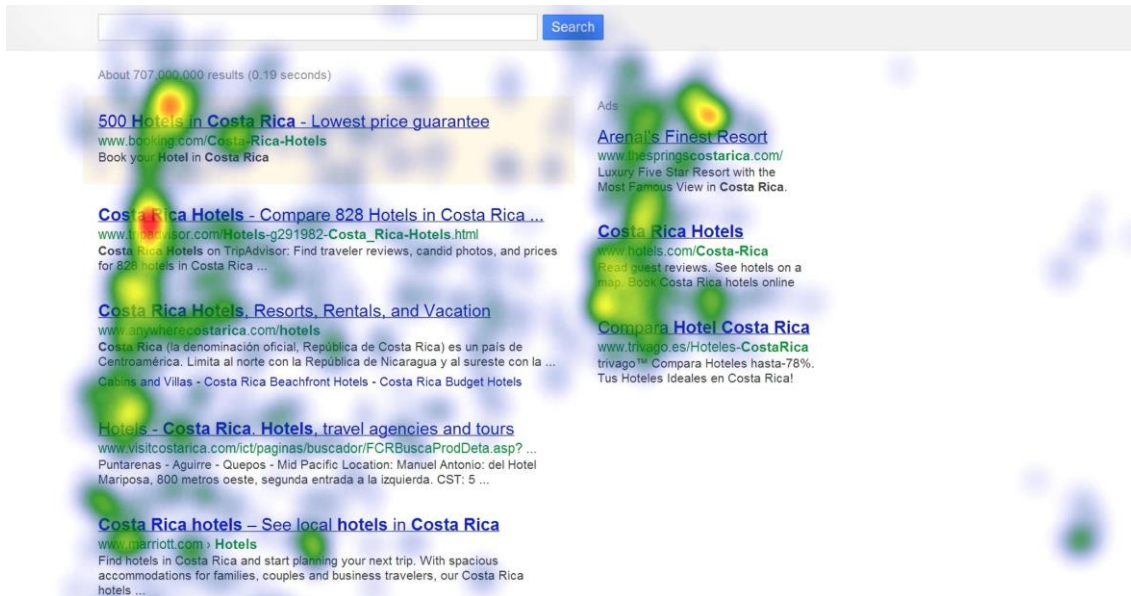 Search
About 707,000,000 results (0.19 seconds)
500 Hotels in Costa Rica - Lowest price guarantee
www.booking.com/Costa-Rica-Hotels
Book your Hotel in Costa Rica
Costa Rica Hotels - Compare 828 Hotels in Costa Rica ...
www.tripadvisor.com/Hotels-g291982-Costa_Rica-Hotels.html
Costa Rica Hotels on TripAdvisor: Find traveler reviews, candid photos, and prices
for 828 hotels in Costa Rica ...
Costa Rica Hotels, Resorts, Rentals, and Vacation
www.anywherecostarica.com/hotels
Costa Rica (la denominación oficial, República de Costa Rica) es un país de
Centroamérica. Limita al norte con la República de Nicaragua y al sureste con la ...
Cabins and Villas - Costa Rica Beachfront Hotels - Costa Rica Budget Hotels
Hotels - Costa Rica. Hotels, travel agencies and tours
www.visitcostarica.com/ict/paginas/buscador/FCRBuscaProdDeta.asp? ...
Puntarenas - Aguirre - Quepos - Mid Pacific Location: Manuel Antonio: del Hotel
Mariposa, 800 metros oeste, segunda entrada a la izquierda. CST: 5 ...
Costa Rica hotels – See local hotels in Costa Rica
www.marriott.com › Hotels
Find hotels in Costa Rica and start planning your next trip. With spacious
accommodations for families, couples and business travelers, our Costa Rica
hotels ...
Ads
Arenal's Finest Resort
www.thespringscostarica.com/
Luxury Five Star Resort with the
Most Famous View in Costa Rica.
Costa Rica Hotels
www.hotels.com/Costa-Rica
Read guest reviews. See hotels on a
map. Book Costa Rica hotels online
Compara Hotel Costa Rica
www.trivago.es/Hoteles-CostaRica
trivago™ Compara Hoteles hasta-78%.
Tus Hoteles Ideales en Costa Rica!